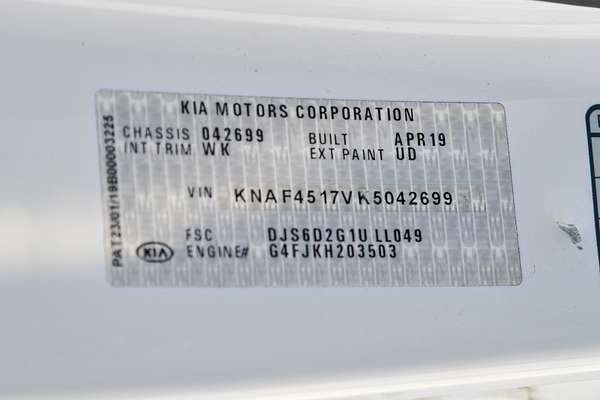 KIA MOTORS CORPORATION
CHASSIS 042699 BUILT APR19
INT TRIM WK EXT PAINT UD
VIN KNAF4517VK5042699
FSC DJS6D2G1U LL049
ENGINE# G4FJKH203503
KIA
PAT23/01/19B000003225